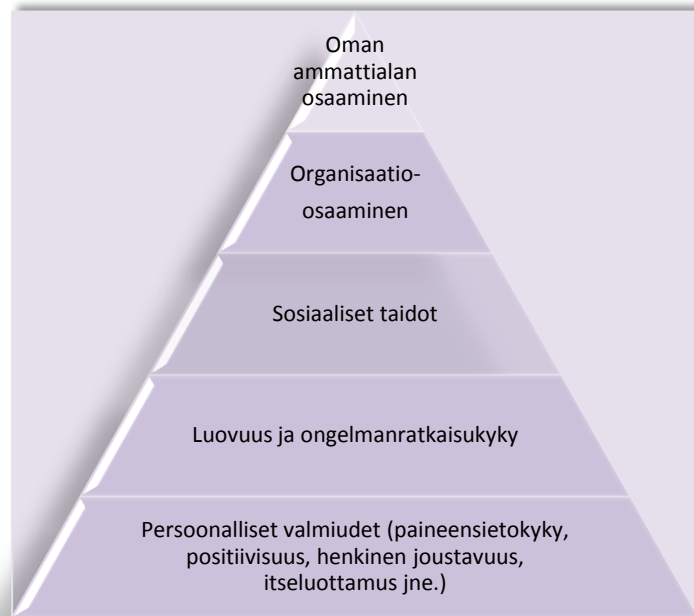 Oman
ammattialan
osaaminen
Organisaatio-
osaaminen
Sosiaaliset taidot
Luovuus ja ongelmanratkaisukyky
Persoonalliset valmiudet (paineensietokyky,
positiivisuus, henkinen joustavuus,
itseluottamus jne.)